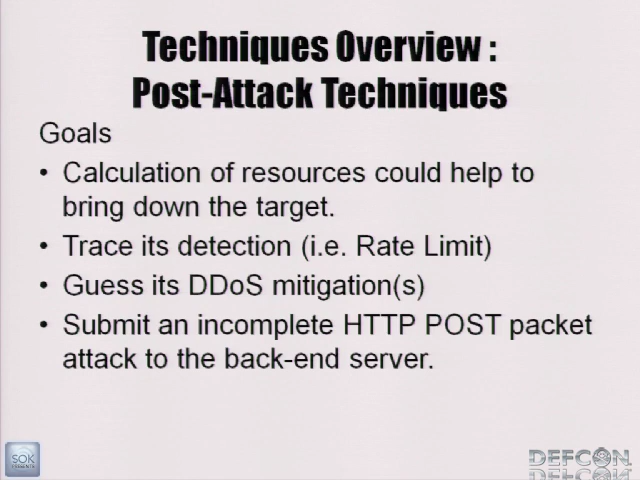 Techniques Overview :
Post-Attack Techniques
Goals
• Calculation of resources could help to
bring down the target.
• Trace its detection (i.e. Rate Limit)
• Guess its DDoS mitigation(s)
• Submit an incomplete HTTP POST packet
attack to the back-end server.
SOK
PRESENTS
DEFCON